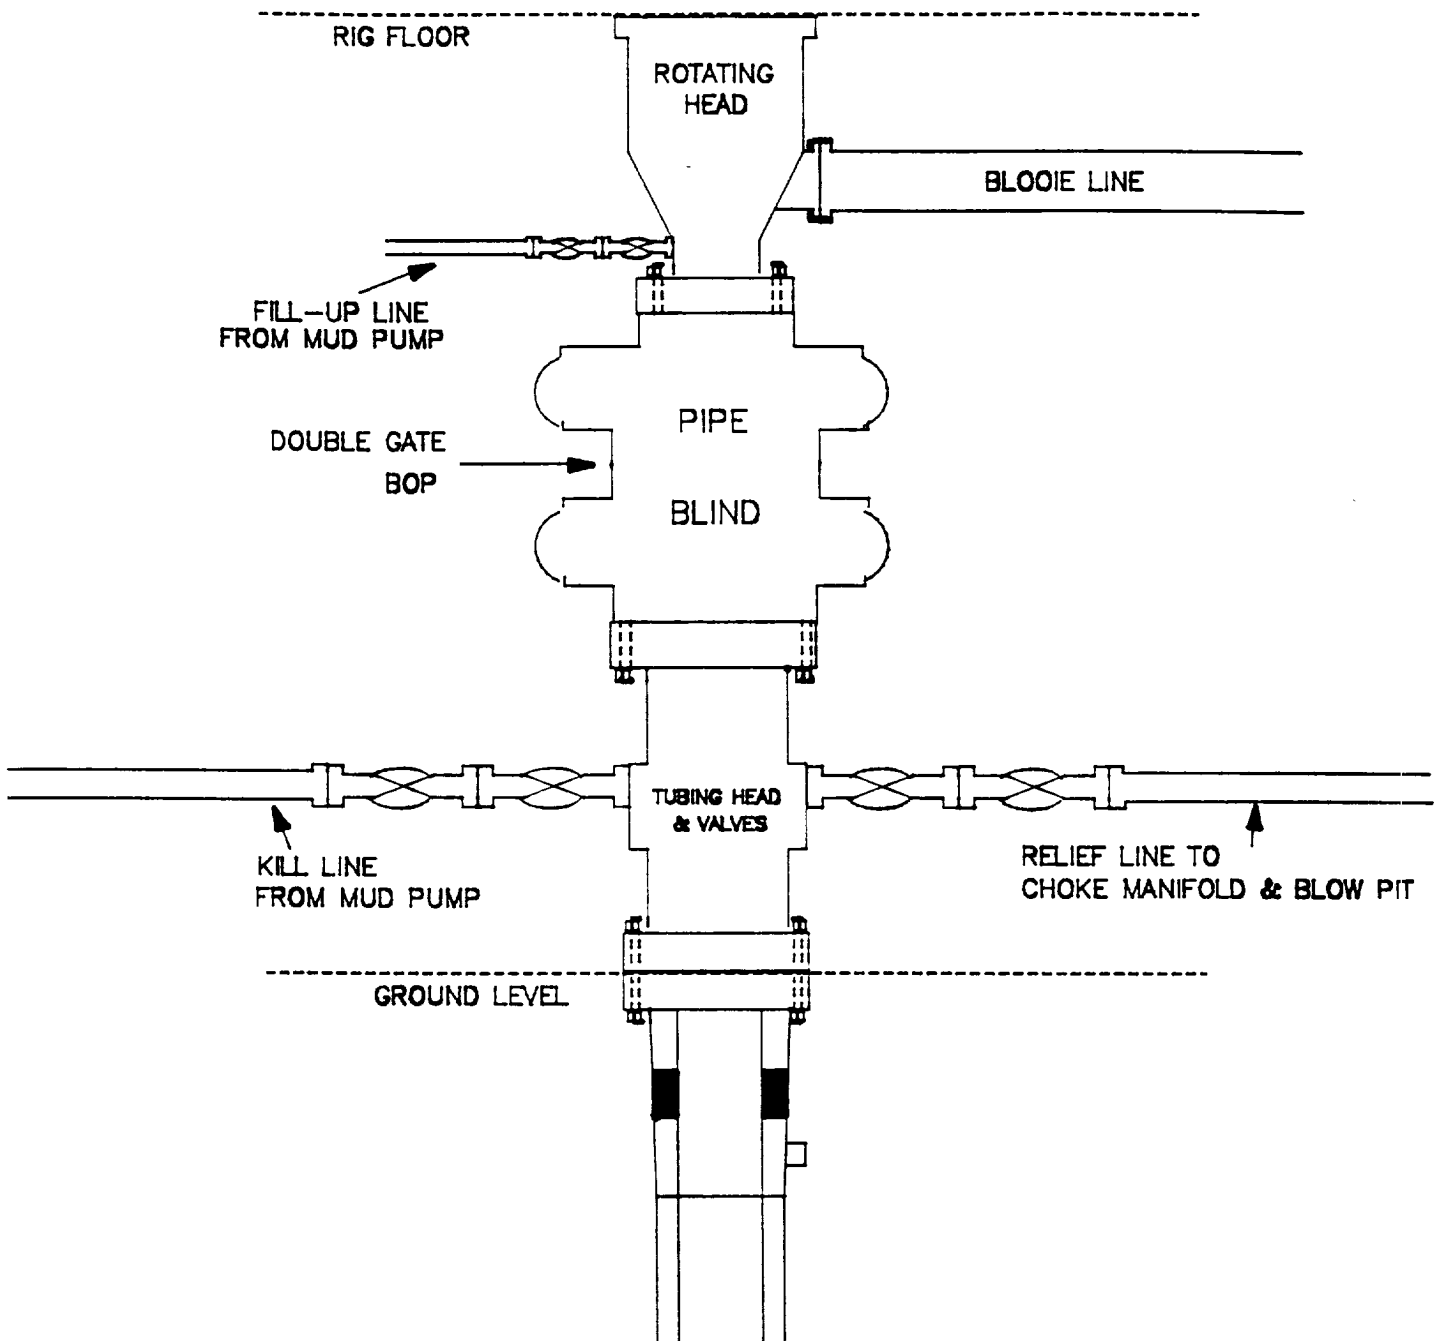 RIG FLOOR
ROTATING
HEAD
BLOOIE LINE
FILL-UP LINE
FROM MUD PUMP
PIPE
DOUBLE GATE
BOP
BLIND
TUBING HEAD
& VALVES
KILL LINE
FROM MUD PUMP
RELIEF LINE TO
CHOKE MANIFOLD & BLOW PIT
GROUND LEVEL